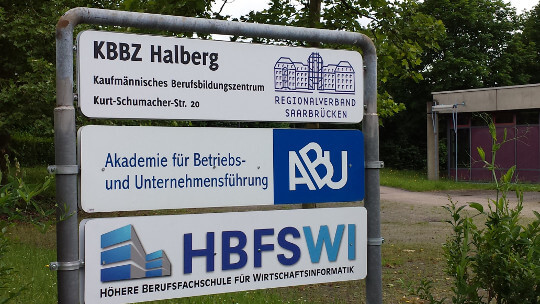 KBBZ Halberg
Kaufmännisches Berufsbildungszentrum
Kurt-Schumacher-Str. 20
REGIONALVERBAND
SAARBRÜCKEN
Akademie für Betriebs-
und Unternehmensführung
ABU
HBFSWI
HÖHERE BERUFSFACHSCHULE FÜR WIRTSCHAFTSINFORMATIK